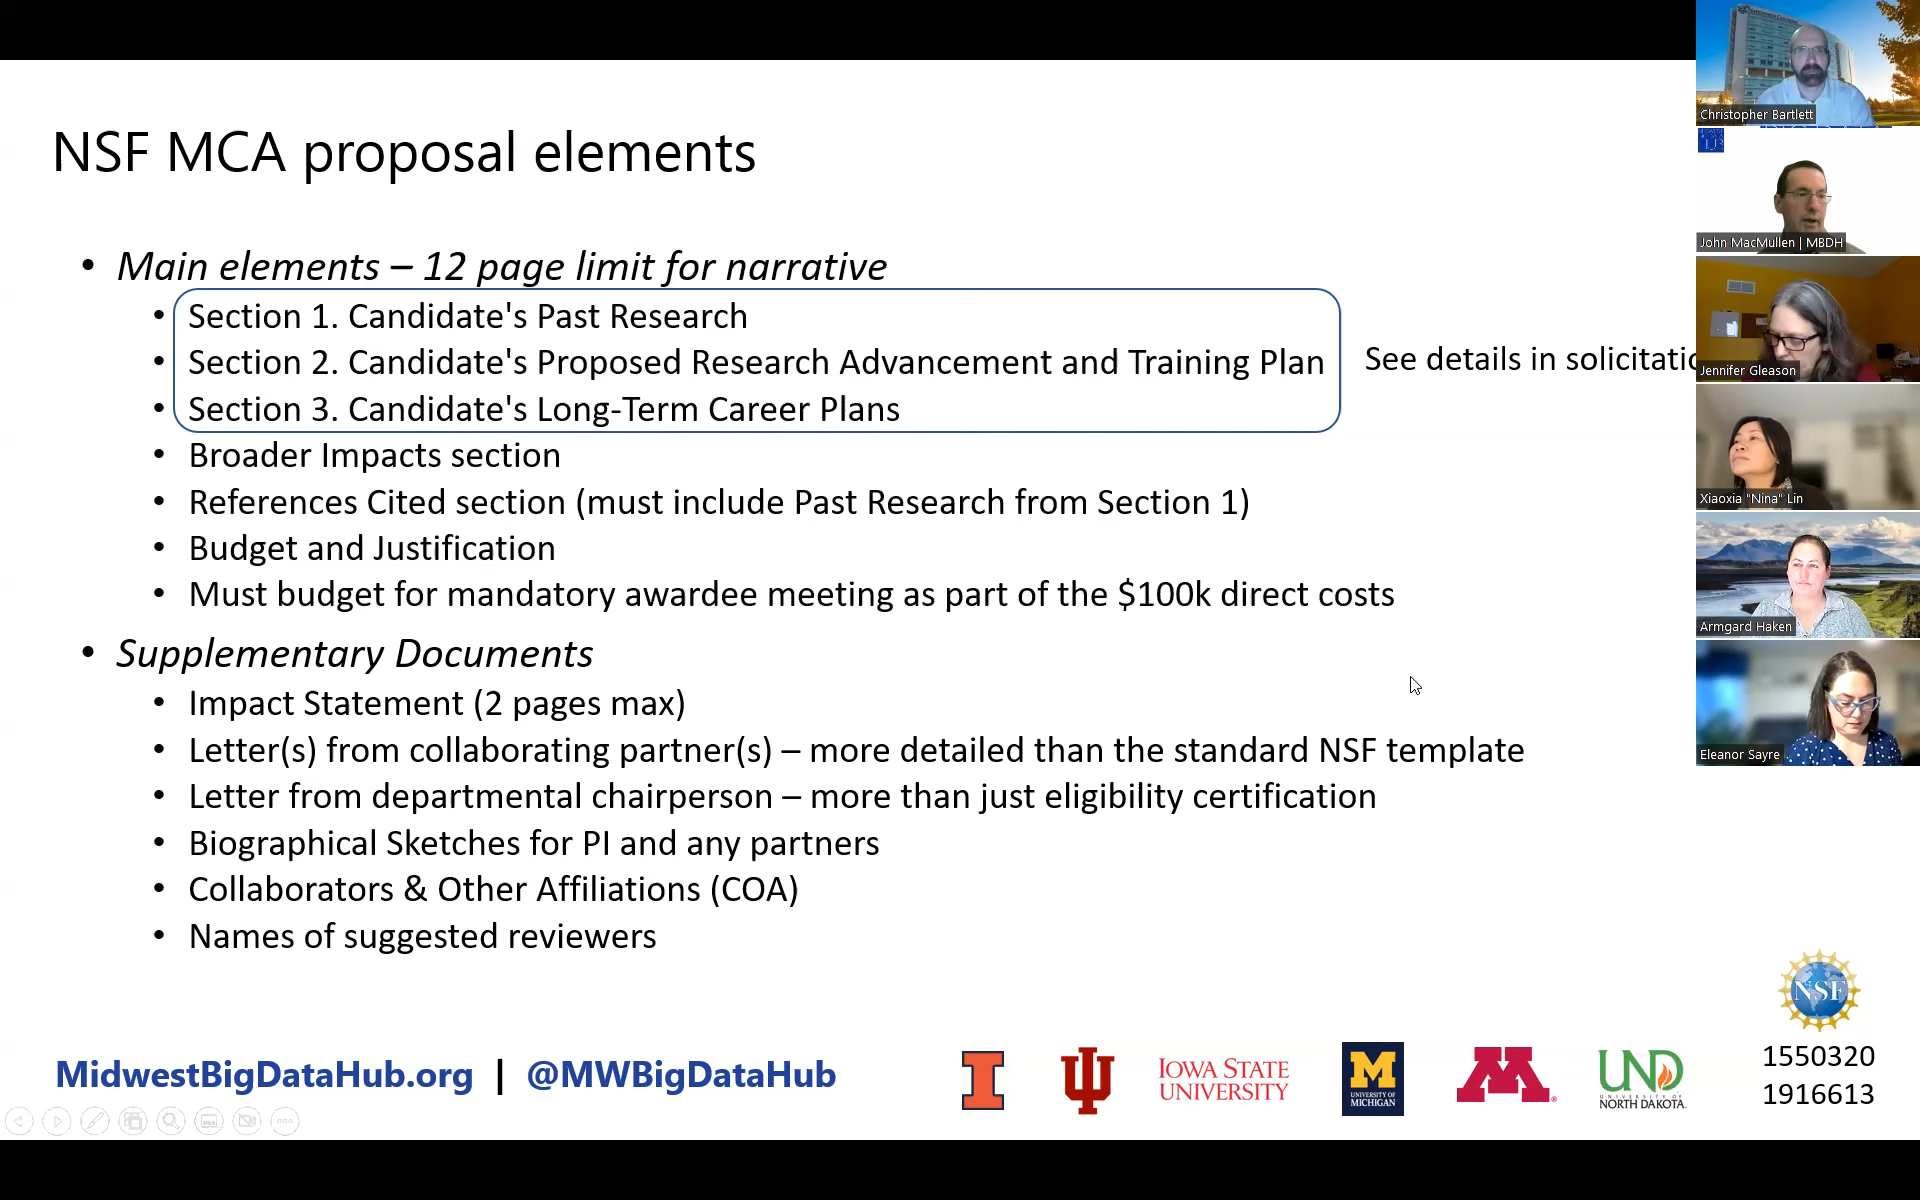 NSF MCA proposal elements
• Main elements – 12 page limit for narrative
• Section 1. Candidate's Past Research
• Section 2. Candidate's Proposed Research Advancement and Training Plan
• Section 3. Candidate's Long-Term Career Plans
See details in solicitatio
• Broader Impacts section
• References Cited section (must include Past Research from Section 1)
• Budget and Justification
• Must budget for mandatory awardee meeting as part of the $100k direct costs
• Supplementary Documents
• Impact Statement (2 pages max)
• Letter(s) from collaborating partner(s) – more detailed than the standard NSF template
• Letter from departmental chairperson – more than just eligibility certification
• Biographical Sketches for PI and any partners
• Collaborators & Other Affiliations (COA)
• Names of suggested reviewers
MidwestBigDataHub.org | @MWBigDataHub
I
IU
IOWA STATE
UNIVERSITY
M
UNIVERSITY OF
MICHIGAN
M
UND
UNIVERSITY OF
NORTH DAKOTA
NSF
1550320
1916613
Christopher Bartlett
John MacMullen | MBDH
Jennifer Gleason
Xiaoxia "Nina" Lin
Armgard Haken
Eleanor Sayre